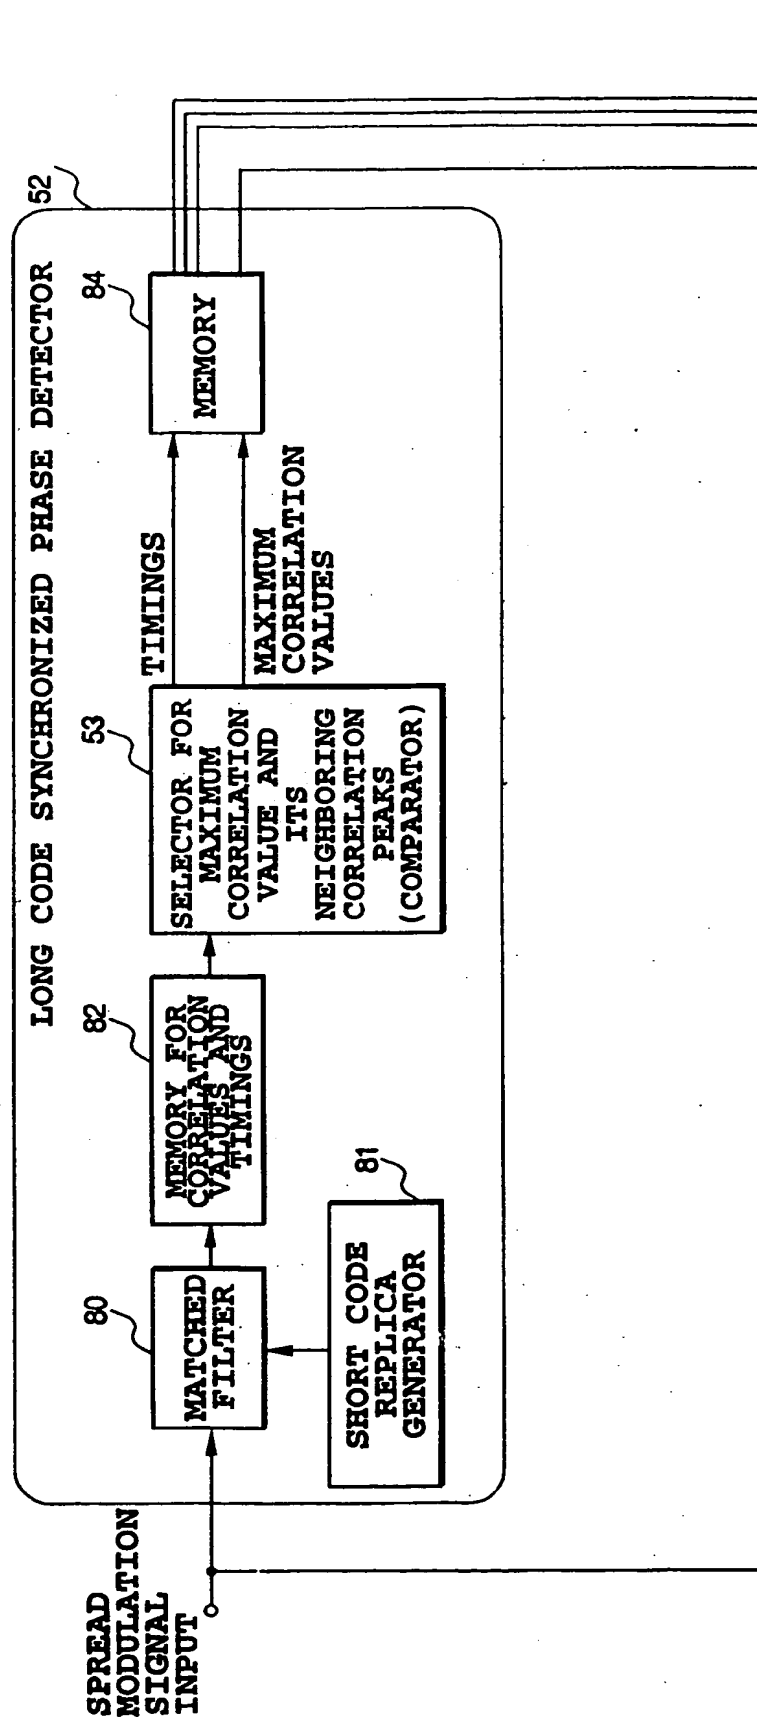 LONG CODE SYNCHRONIZED PHASE DETECTOR
52
SPREAD
MODULATION
SIGNAL
INPUT
80
MATCHED
FILTER
81
SHORT CODE
REPLICA
GENERATOR
82
MEMORY FOR
CORRELATION
VALUES AND
TIMINGS
53
SELECTOR FOR
MAXIMUM
CORRELATION
VALUE AND
ITS
NEIGHBORING
CORRELATION
PEAKS
(COMPARATOR)
TIMINGS
MAXIMUM
CORRELATION
VALUES
84
MEMORY